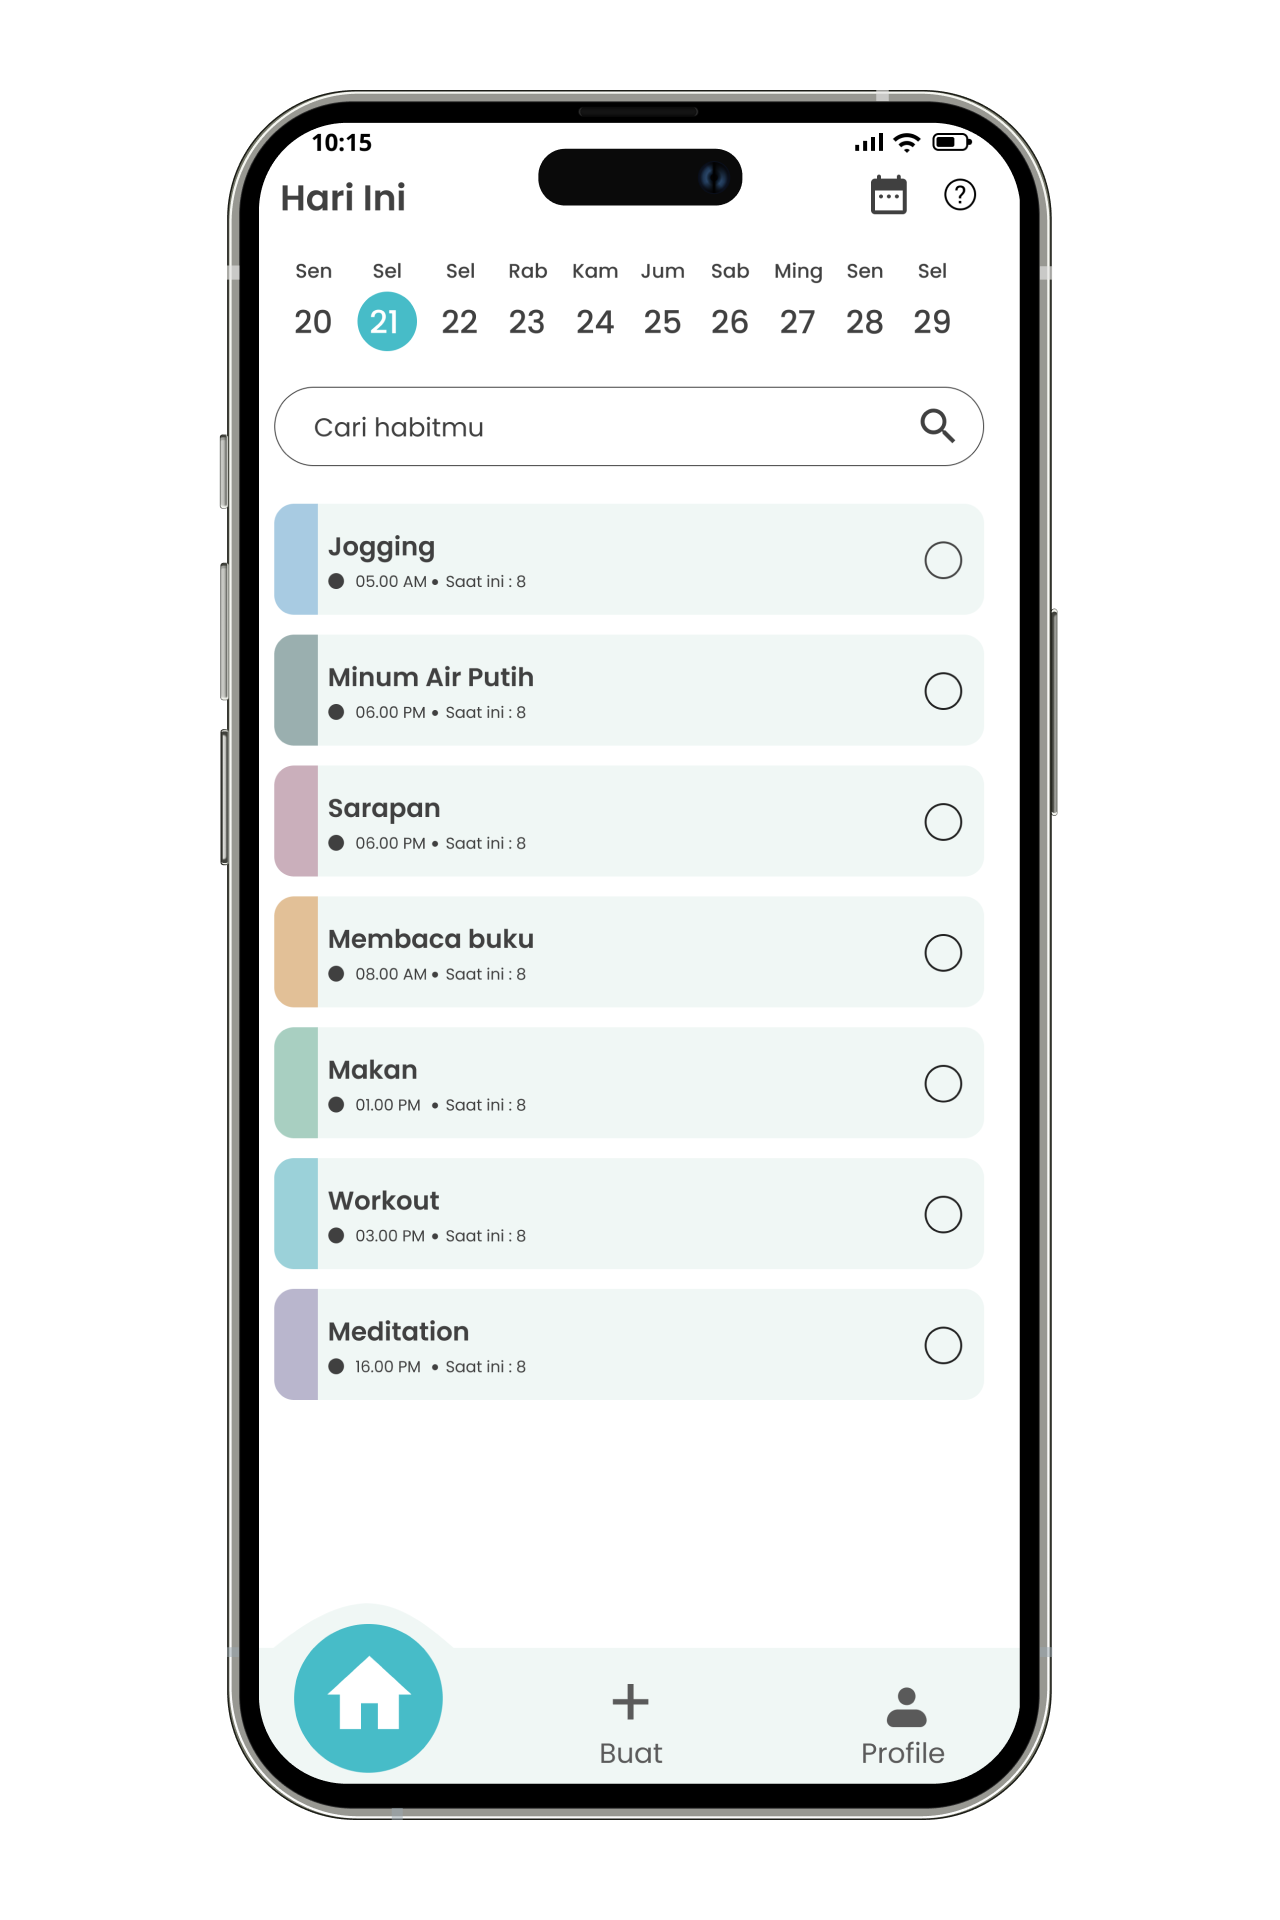 10:15
Hari Ini
Sen Sel Sel Rab Kam Jum Sab Ming Sen Sel
20 21 22 23 24 25 26 27 28 29
Cari habitmu
Jogging
05.00 AM • Saat ini : 8
Minum Air Putih
06.00 PM • Saat ini : 8
Sarapan
06.00 PM • Saat ini : 8
Membaca buku
08.00 AM • Saat ini : 8
Makan
01.00 PM • Saat ini : 8
Workout
03.00 PM • Saat ini : 8
Meditation
16.00 PM • Saat ini : 8
Buat Profile